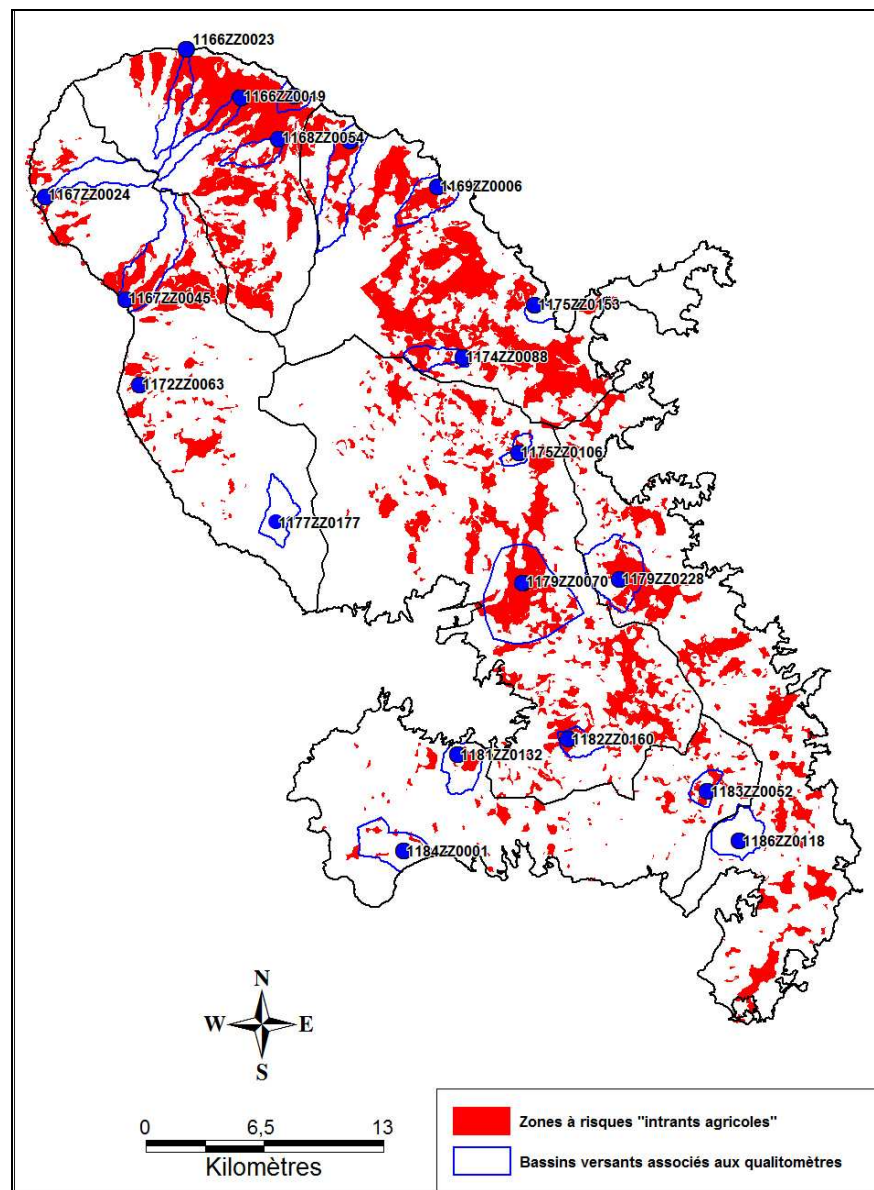 1166ZZ0023
1166ZZ0019
1168ZZ0054
1169ZZ0006
1167ZZ0024
1167ZZ0045
1175ZZ0153
1174ZZ0088
1172ZZ0063
1175ZZ0106
1177ZZ0177
1179ZZ0070
1179ZZ0228
1182ZZ0160
1181ZZ0132
1183ZZ0052
1186ZZ0118
1184ZZ0001
N
W
E
S
0 6,5 13
Kilomètres
Zones à risques "intrants agricoles"
Bassins versants associés aux qualitomètres